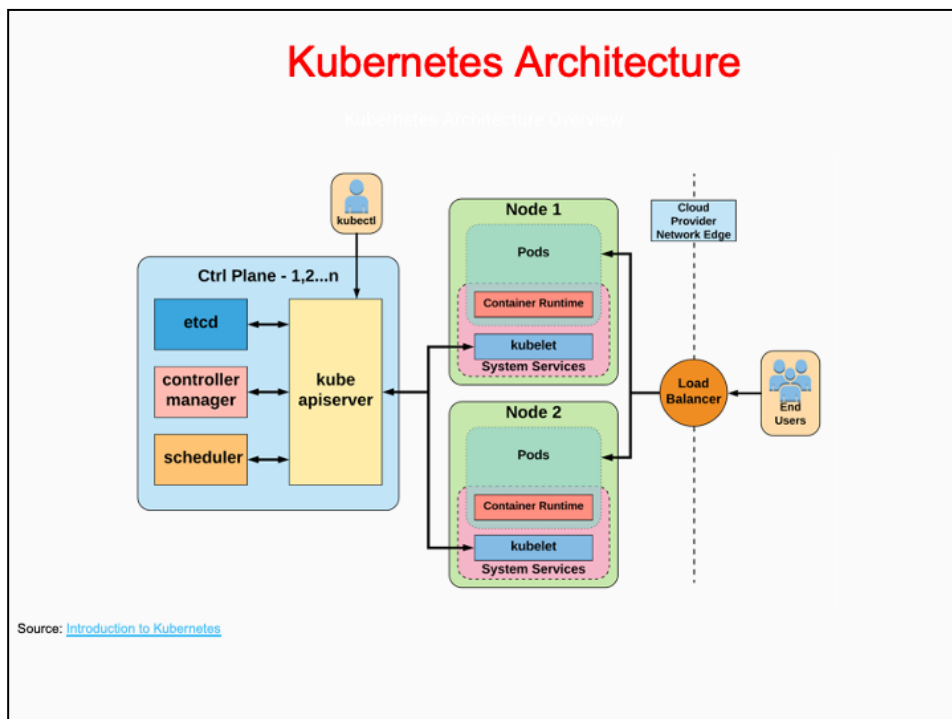 Kubernetes Architecture
Kubernetes Architecture Overview
kubectl
Ctrl Plane - 1,2...n
etcd
controller
manager
scheduler
kube
apiserver
Node 1
Pods
Container Runtime
kubelet
System Services
Node 2
Pods
Container Runtime
kubelet
System Services
Cloud
Provider
Network Edge
Load
Balancer
End
Users
Source: Introduction to Kubernetes